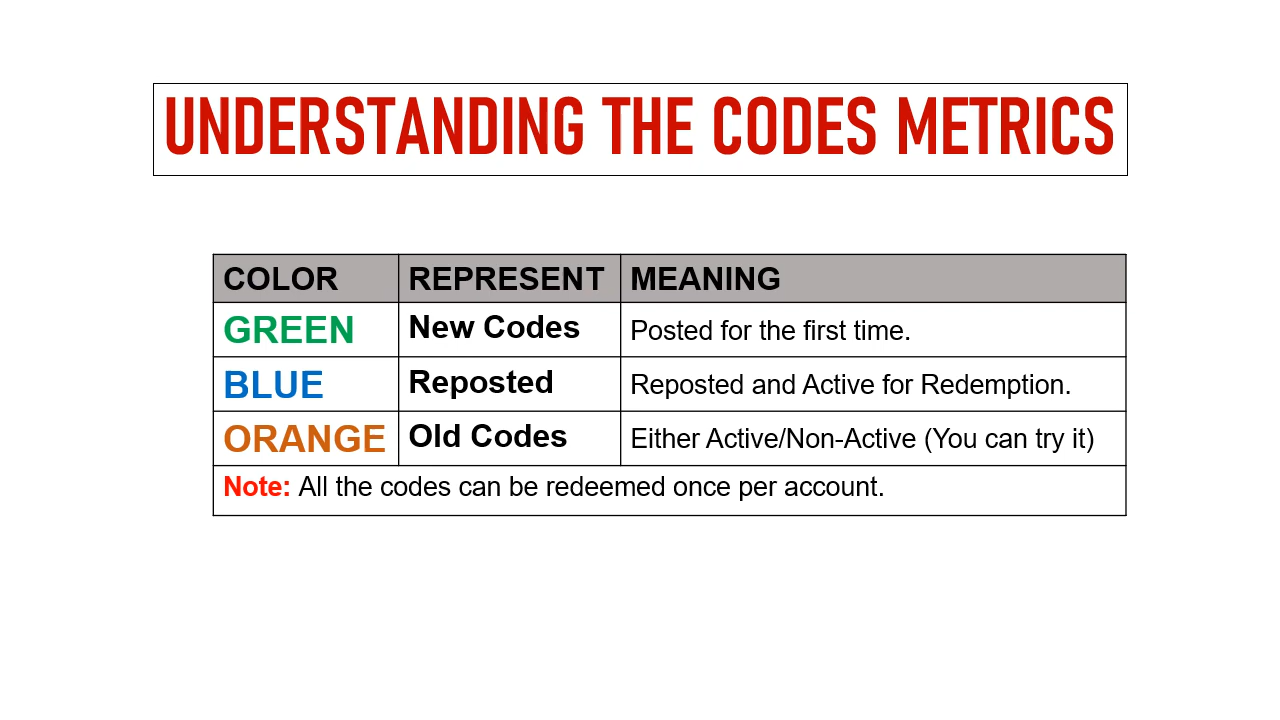 UNDERSTANDING THE CODES METRICS
COLOR REPRESENT MEANING
GREEN New Codes Posted for the first time.
BLUE Reposted Reposted and Active for Redemption.
ORANGE Old Codes Either Active/Non-Active (You can try it)
Note: All the codes can be redeemed once per account.